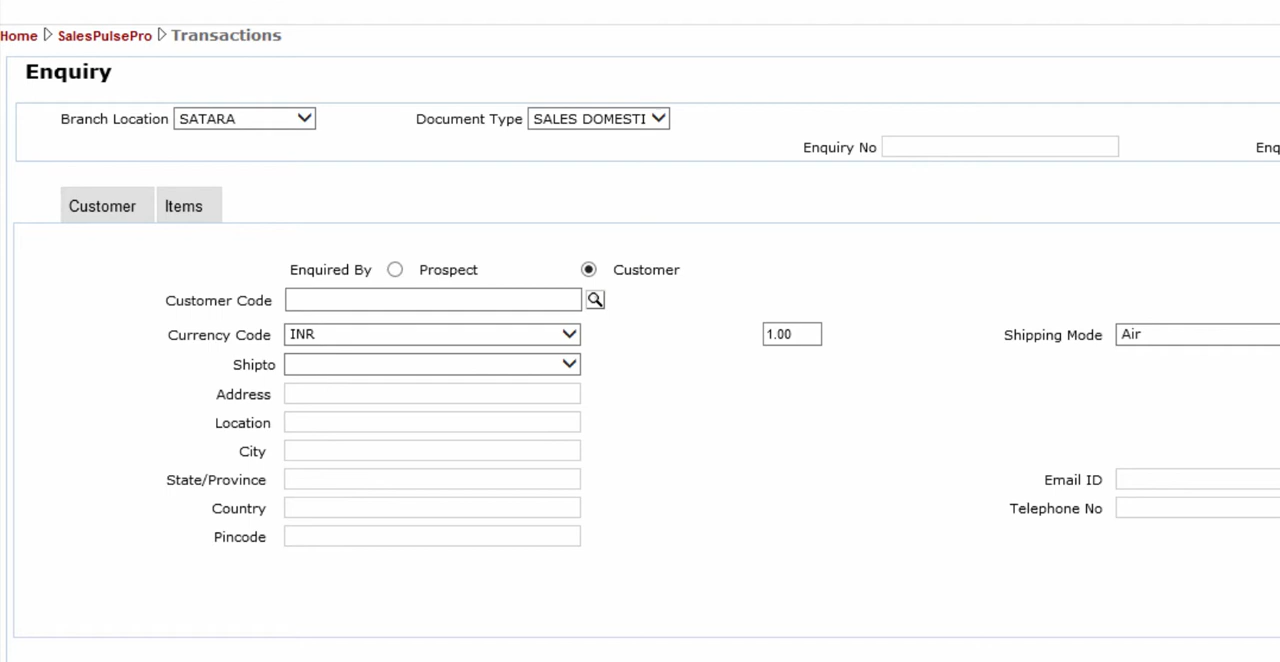 Home SalesPulsePro Transactions
Enquiry
Branch Location SATARA Document Type SALES DOMESTI
Enquiry No Enq
Customer Items
Enquired By Prospect Customer
Customer Code
Currency Code INR 1.00 Shipping Mode Air
Shipto
Address
Location
City
State/Province Email ID
Country Telephone No
Pincode